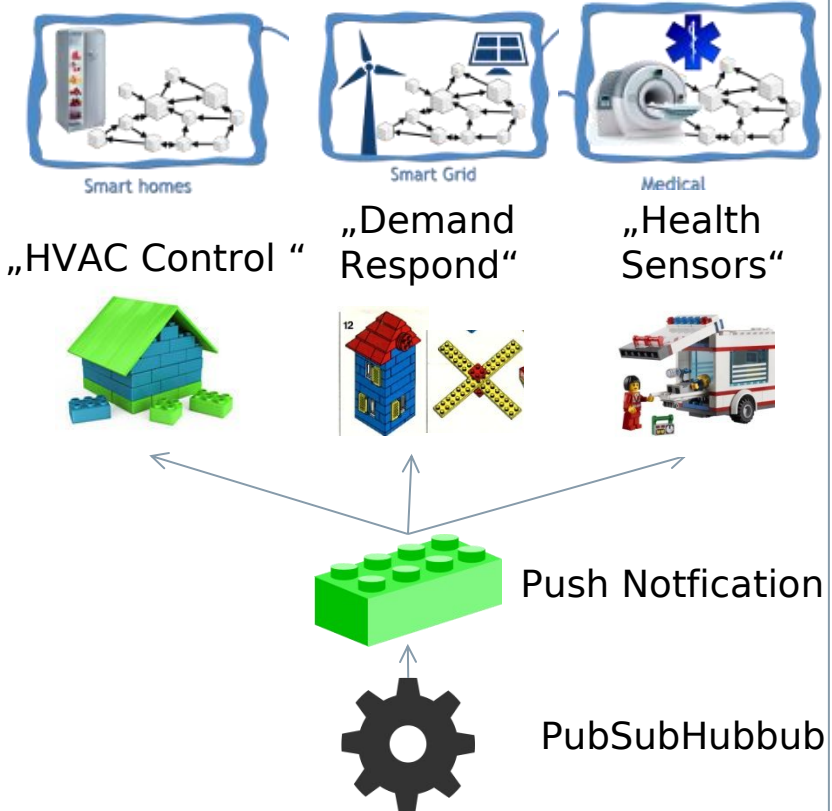 Smart homes
Smart Grid
Medical
„HVAC Control “
„Demand
Respond“
„Health
Sensors“
12
Push Notfication
PubSubHubbub